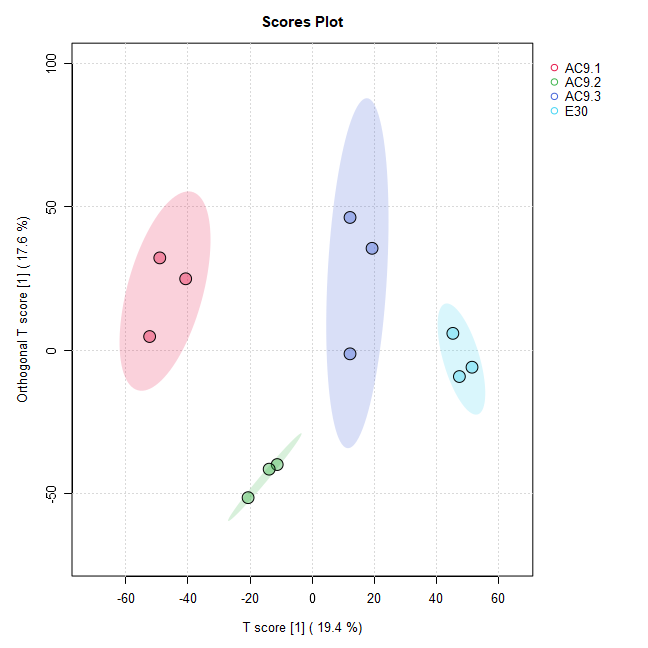 Scores Plot
AC9.1
AC9.2
AC9.3
E30
100
50
0
-50
Orthogonal T score [1] ( 17.6 %)
-60 -40 -20 0 20 40 60
T score [1] ( 19.4 %)